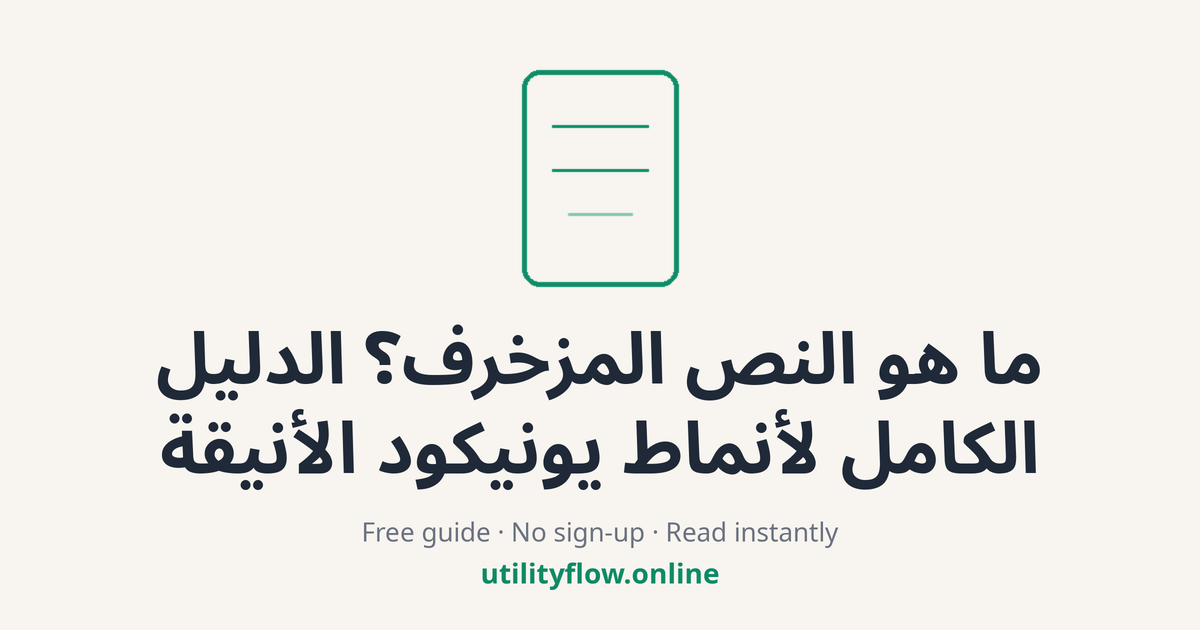 ما هو النص المزخرف؟ الدليل
الكامل لأنماط يونيكود الأنيقة
Free guide · No sign-up · Read instantly
utilityflow.online